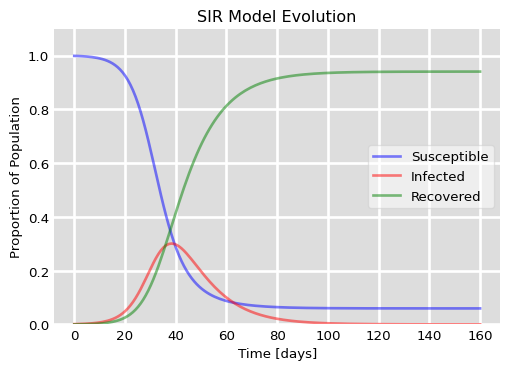 SIR Model Evolution
Proportion of Population
1.0
0.8
0.6
0.4
0.2
0.0
Susceptible
Infected
Recovered
0 20 40 60 80 100 120 140 160
Time [days]